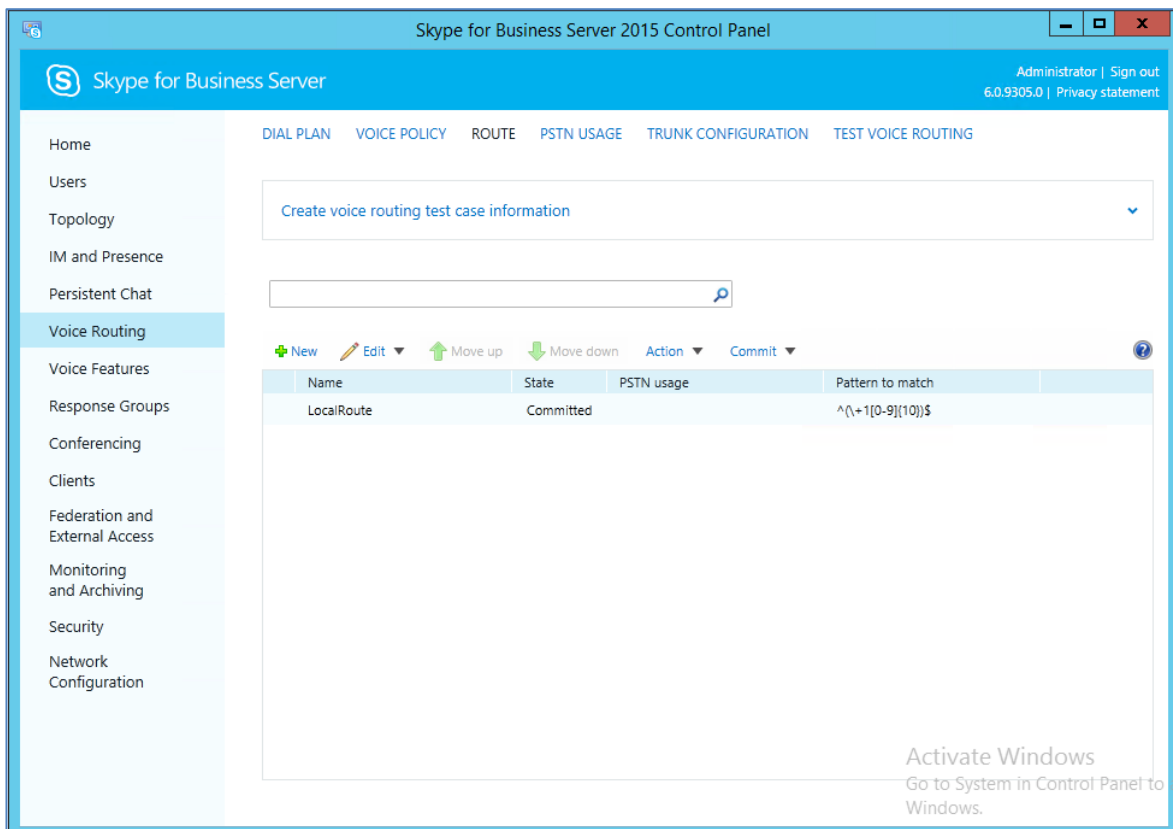 Skype for Business Server 2015 Control Panel
Skype for Business Server
Administrator | Sign out
6.0.9305.0 | Privacy statement
Home
Users
Topology
IM and Presence
Persistent Chat
Voice Routing
Voice Features
Response Groups
Conferencing
Clients
Federation and
External Access
Monitoring
and Archiving
Security
Network
Configuration
DIAL PLAN VOICE POLICY ROUTE PSTN USAGE TRUNK CONFIGURATION TEST VOICE ROUTING
Create voice routing test case information
New Edit Move up Move down Action Commit
Name State PSTN usage Pattern to match
LocalRoute Committed ^(\+1[0-9]{10})$
Activate Windows
Go to System in Control Panel to
Windows.